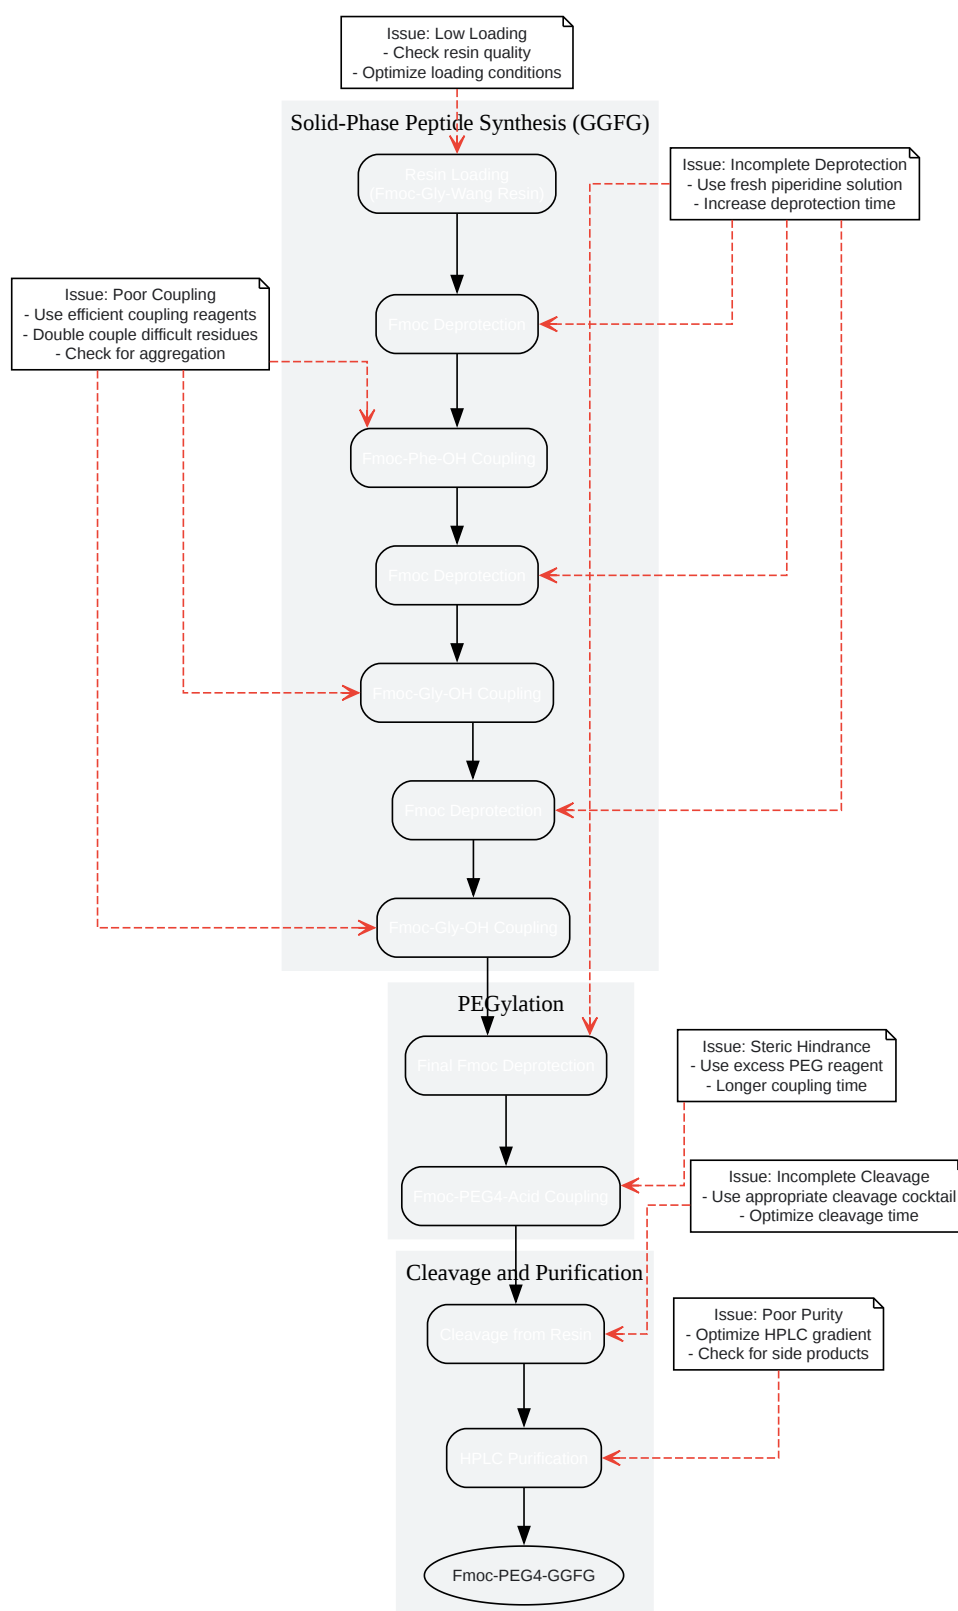 Issue: Low Loading
- Check resin quality
- Optimize loading conditions
Solid-Phase Peptide Synthesis (GGFG)
Resin Loading
(Fmoc-Gly-Wang Resin)
Issue: Incomplete Deprotection
- Use fresh piperidine solution
- Increase deprotection time
Issue: Poor Coupling
- Use efficient coupling reagents
- Double couple difficult residues
- Check for aggregation
Fmoc Deprotection
Fmoc-Phe-OH Coupling
Fmoc Deprotection
Fmoc-Gly-OH Coupling
Fmoc Deprotection
Fmoc-Gly-OH Coupling
PEGylation
Final Fmoc Deprotection
Issue: Steric Hindrance
- Use excess PEG reagent
- Longer coupling time
Fmoc-PEG4-Acid Coupling
Issue: Incomplete Cleavage
- Use appropriate cleavage cocktail
- Optimize cleavage time
Cleavage and Purification
Cleavage from Resin
Issue: Poor Purity
- Optimize HPLC gradient
- Check for side products
HPLC Purification
Fmoc-PEG4-GGFG